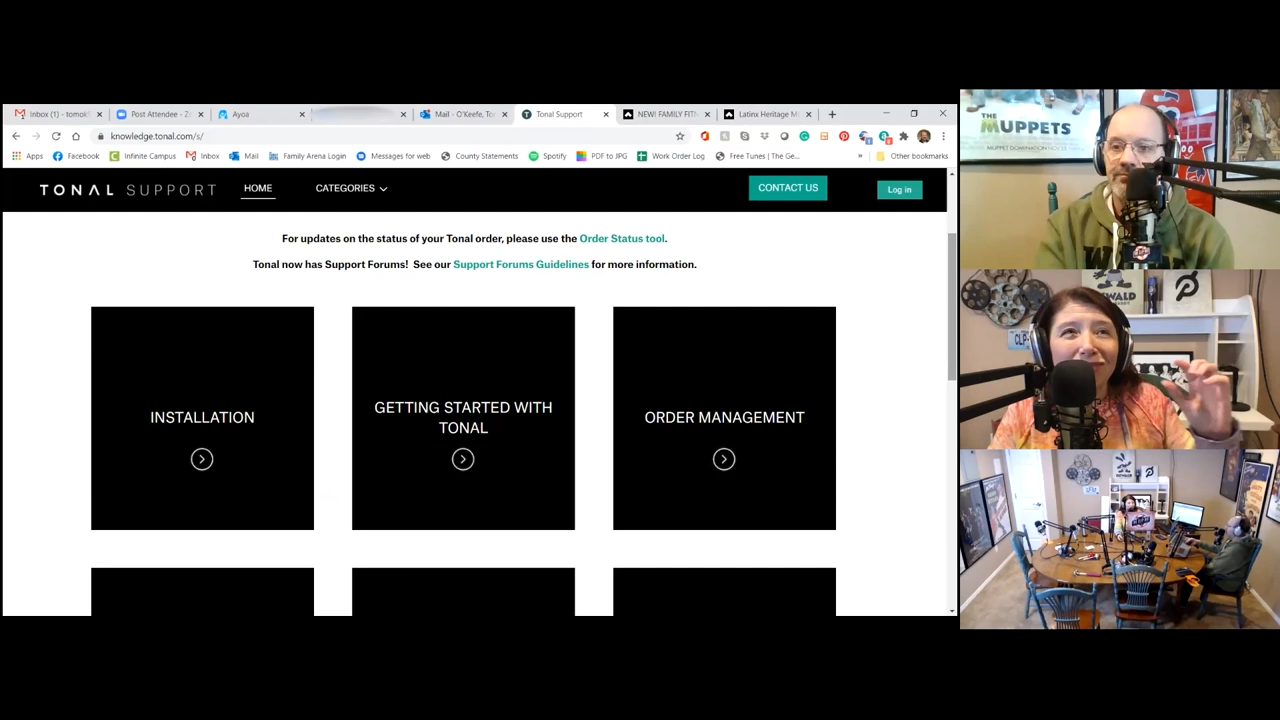 Inbox (1) - tomok
Post Attendee - Z
Ayoa
Mail - O'Keefe, To
Tonal Support
NEW! FAMILY FIT
Latinx Heritage M
knowledge.tonal.com/s/
Apps
Facebook
Infinite Campus
Inbox
Mail
Family Arena Login
Messages for web
County Statements
Spotify
PDF to JPG
Work Order Log
Free Tunes | The Ge...
»
Other bookmarks
TONAL SUPPORT
HOME
CATEGORIES
CONTACT US
Log in
For updates on the status of your Tonal order, please use the Order Status tool.
Tonal now has Support Forums! See our Support Forums Guidelines for more information.
INSTALLATION
GETTING STARTED WITH
TONAL
ORDER MANAGEMENT
THE
MUPPETS
MUPPET DOMINATION